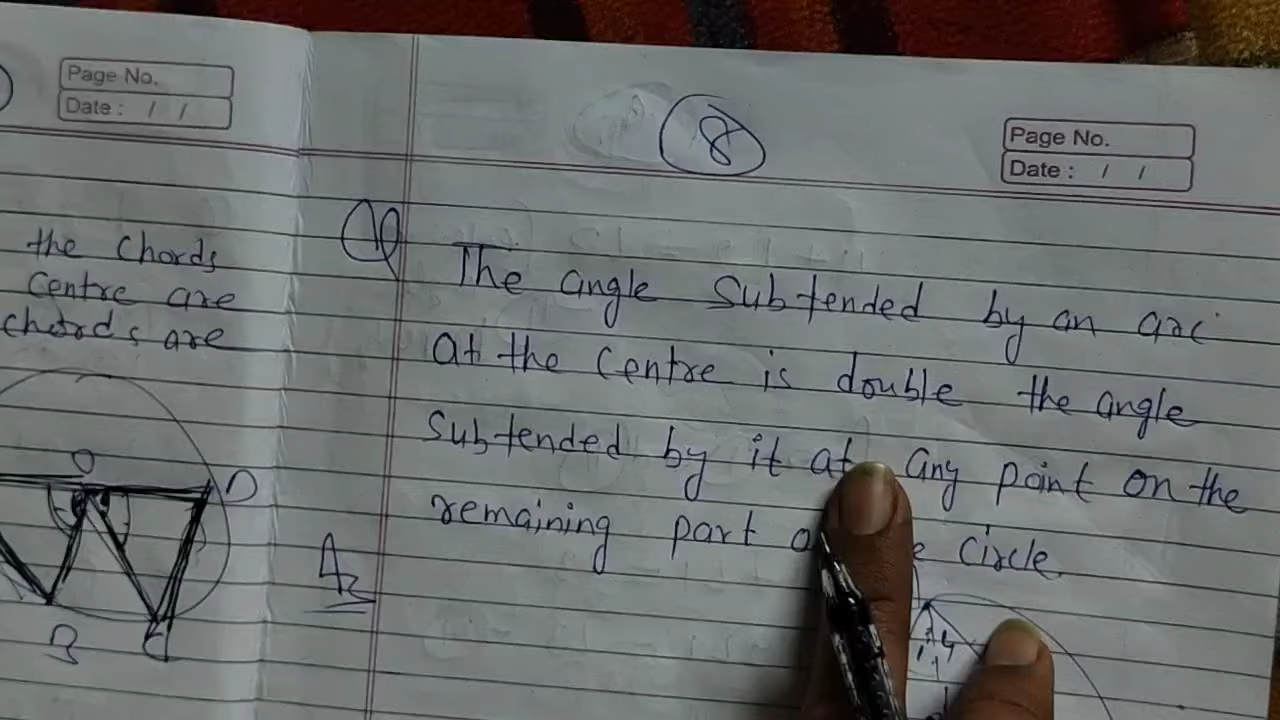 Page No.
Date : / /
the chords
Centre are
chords are
O
D
B
C
8
Page No.
Date : / /
Q
The angle subtended by an arc
at the centre is double the angle
subtended by it at any point on the
remaining part e circle